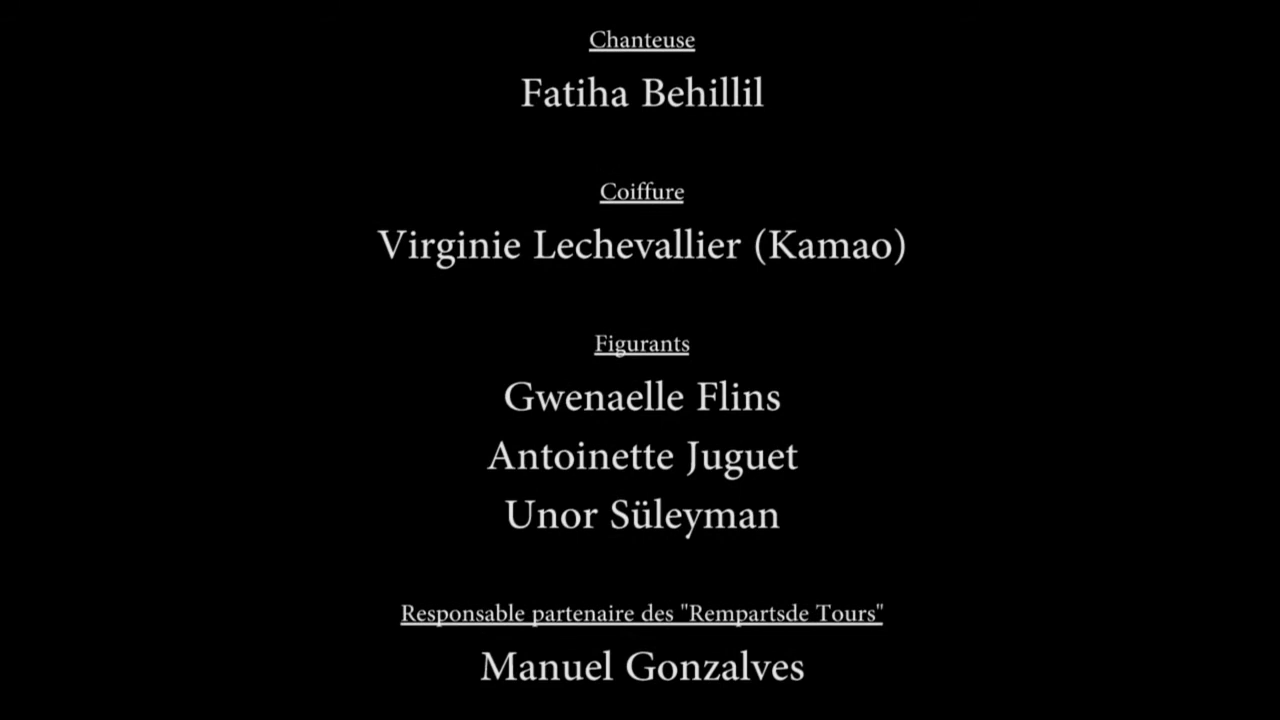 Chanteuse
Fatiha Behillil
Coiffure
Virginie Lechevallier (Kamao)
Figurants
Gwenaelle Flins
Antoinette Juguet
Unor Süleyman
Responsable partenaire des "Rempartsde Tours"
Manuel Gonzalves